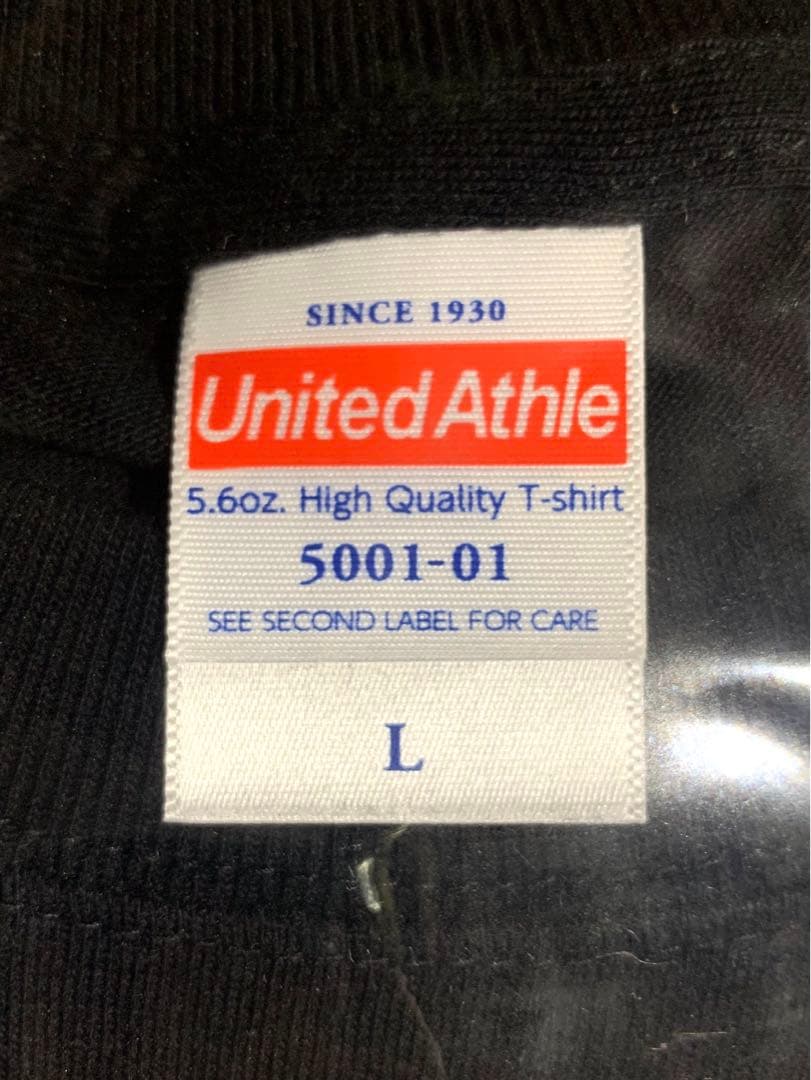 SINCE 1930
United Athle
5.6oz. High Quality T-shirt
5001-01
SEE SECOND LABEL FOR CARE
L